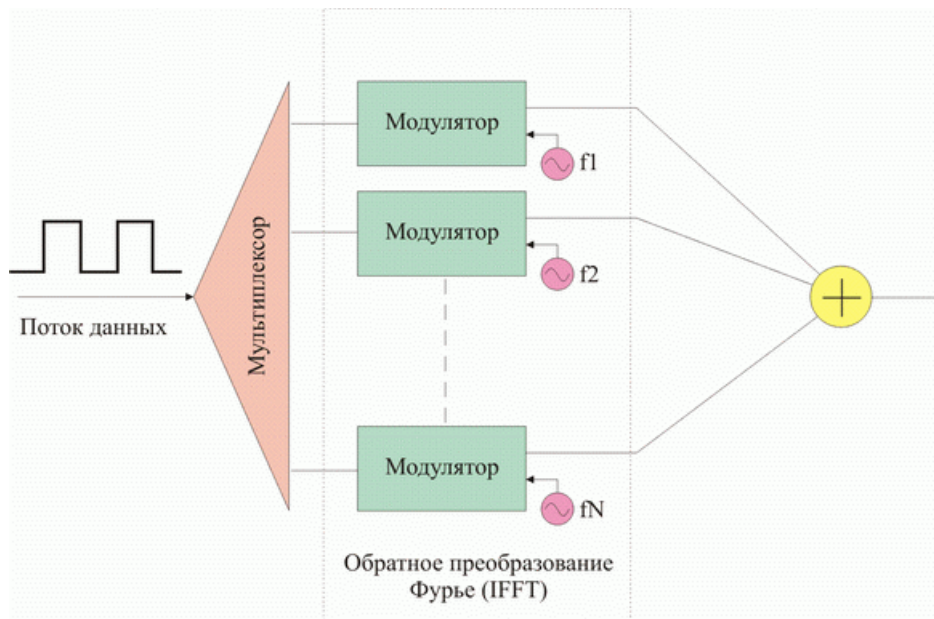 Модулятор
f1
Модулятор
f2
Мультиплексор
Поток данных
Модулятор
fN
Обратное преобразование
Фурье (IFFT)